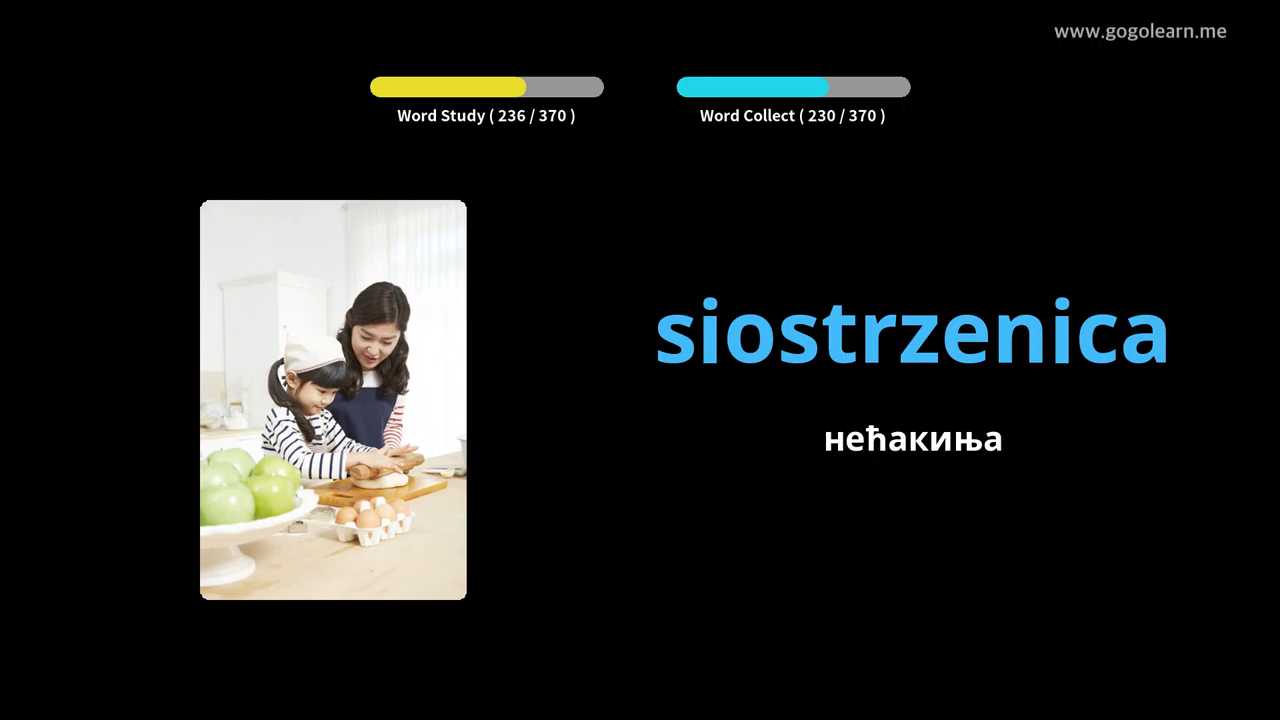 www.gogolearn.me
Word Study ( 236 / 370 )
Word Collect ( 230 / 370 )
siostrzenica
нећакиња